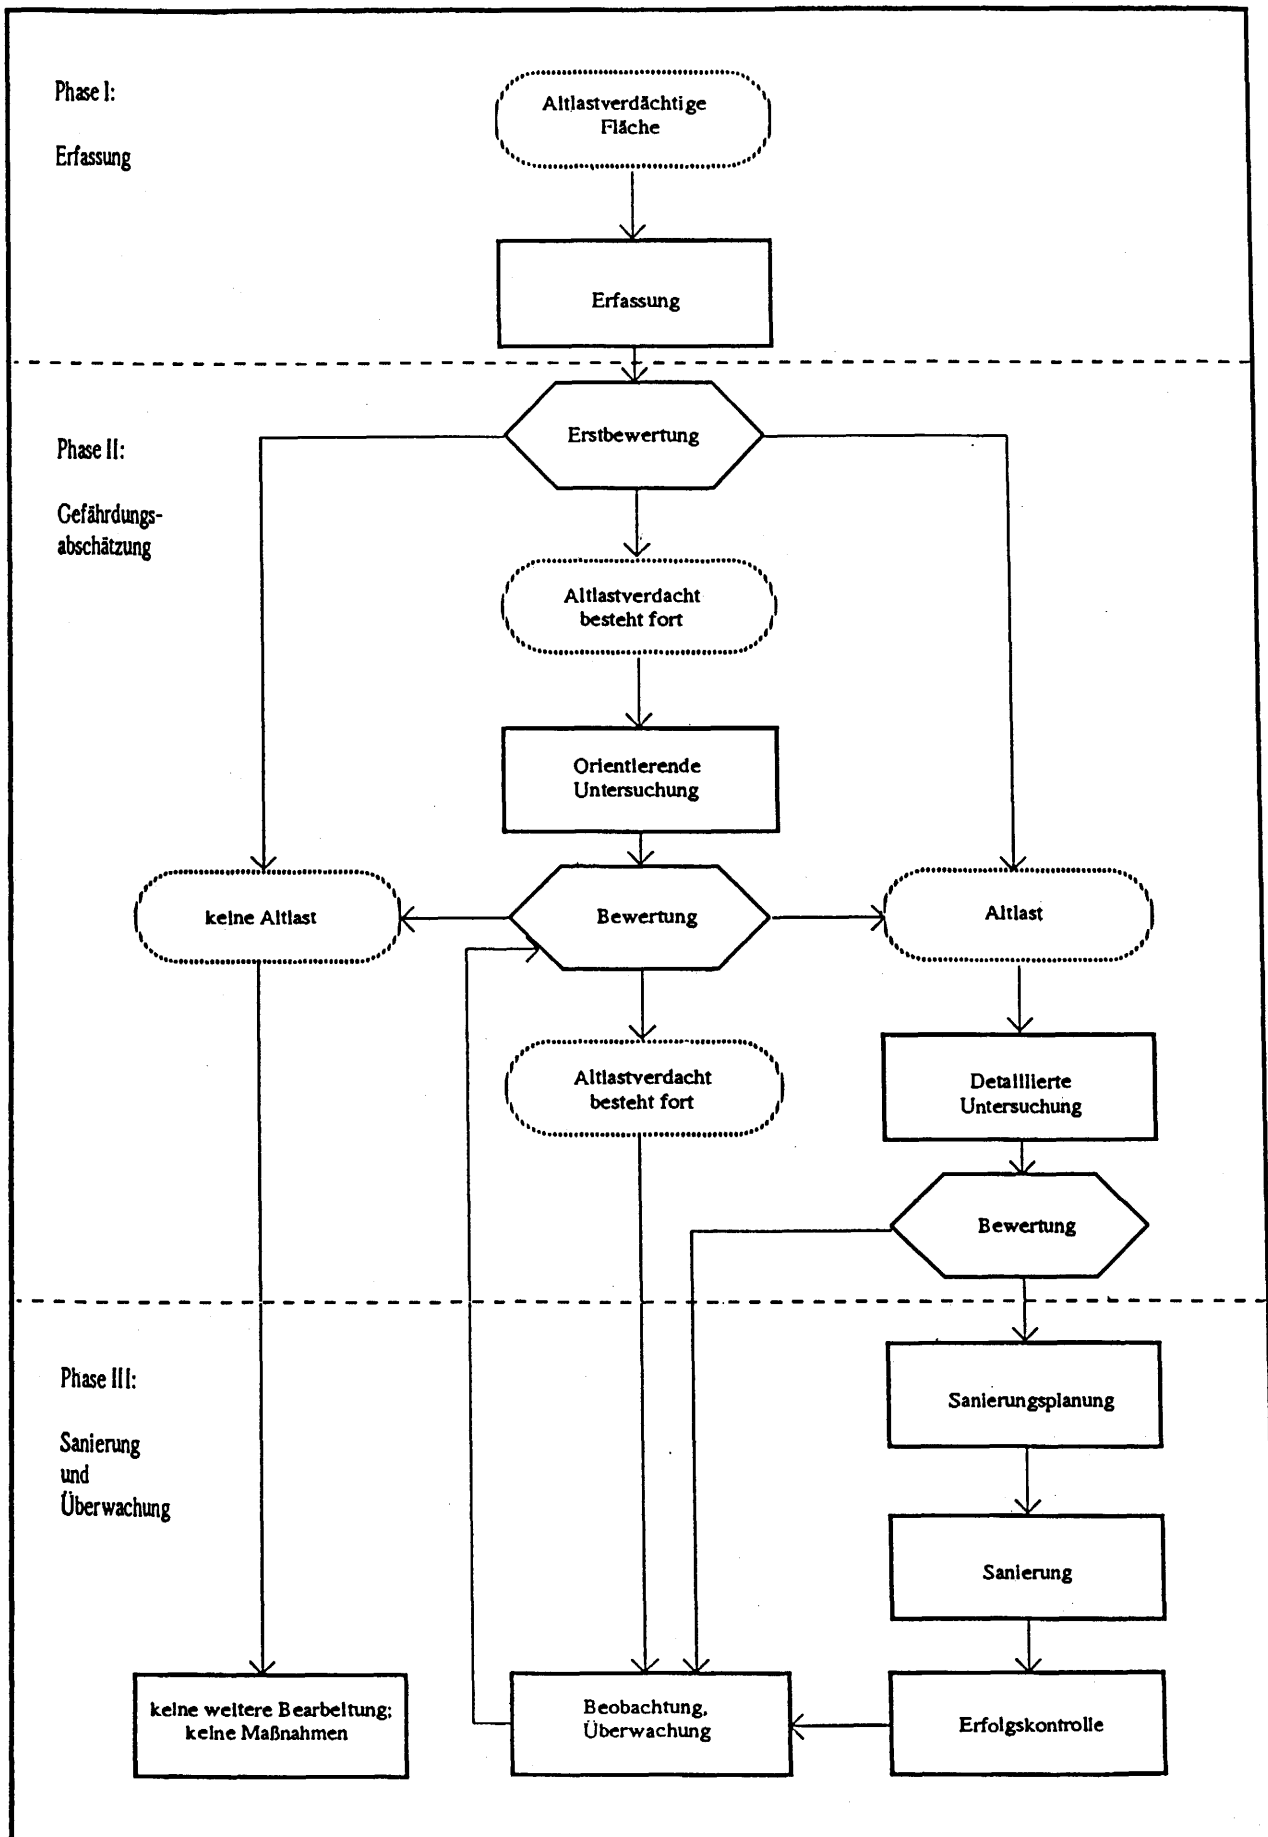 Phase I:
Erfassung
Altlastverdächtige
Fläche
Erfassung
Phase II:
Gefährdungs-
abschätzung
Erstbewertung
Altlastverdacht
besteht fort
Orientierende
Untersuchung
keine Altlast
Bewertung
Altlast
Altlastverdacht
besteht fort
Detaillierte
Untersuchung
Bewertung
Phase III:
Sanierung
und
Überwachung
Sanierungsplanung
Sanierung
keine weitere Bearbeitung;
keine Maßnahmen
Beobachtung,
Überwachung
Erfolgskontrolle